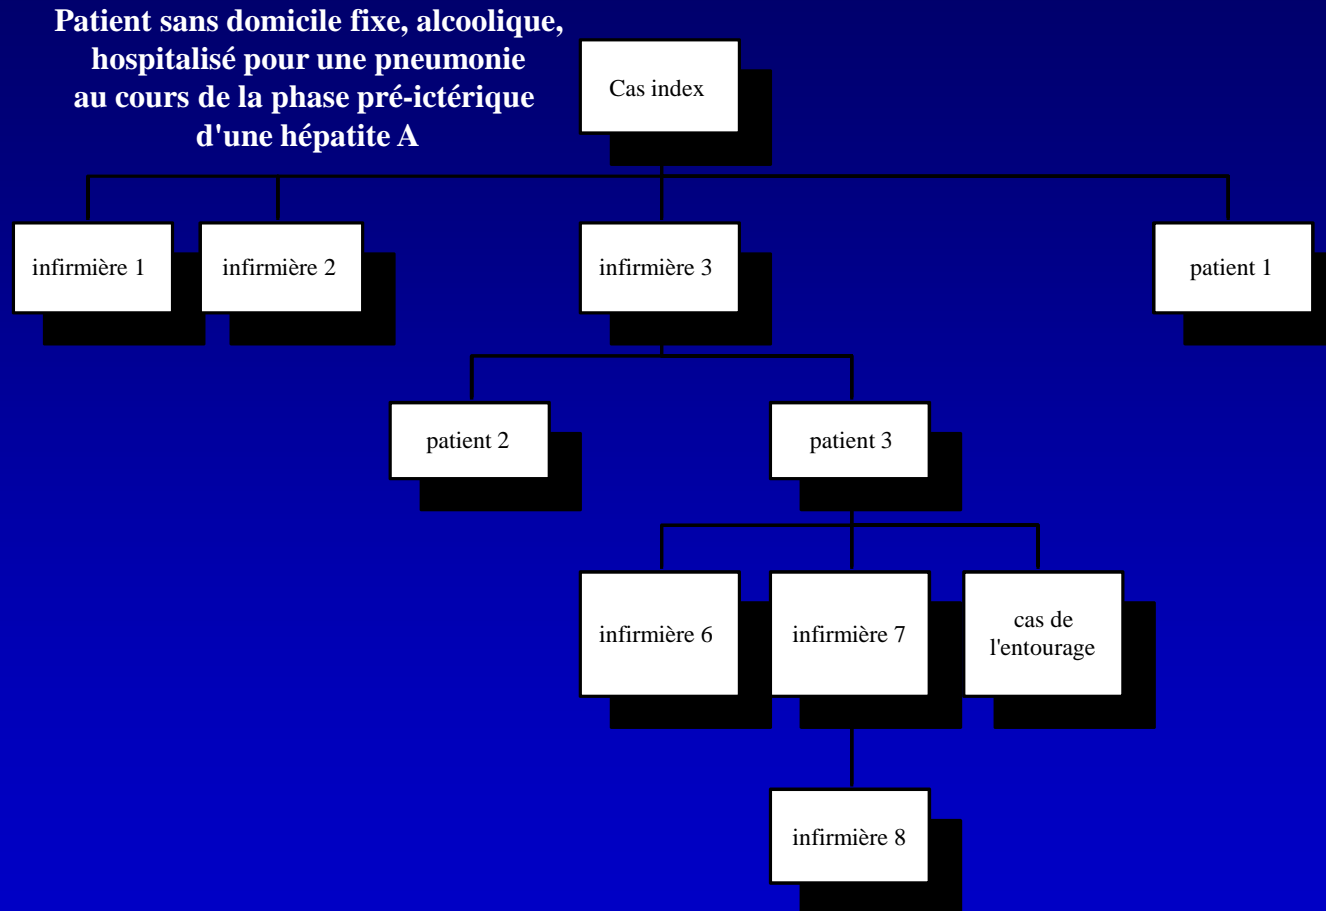 Patient sans domicile fixe, alcoolique,
hospitalisé pour une pneumonie
au cours de la phase pré-ictérique
d'une hépatite A
Cas index
infirmière 1
infirmière 2
infirmière 3
patient 1
patient 2
patient 3
infirmière 6
infirmière 7
cas de
l'entourage
infirmière 8